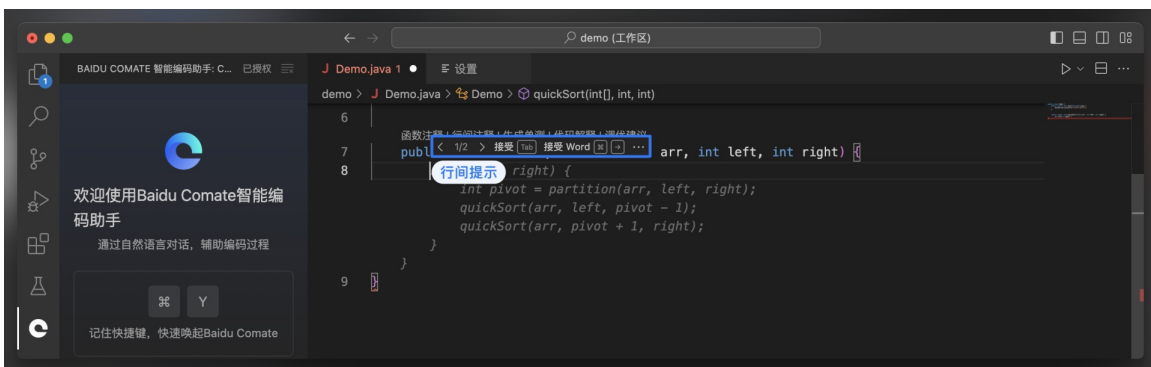 demo (工作区)
BAIDU COMATE 智能编码助手: C... 已授权
J Demo.java 1
设置
demo > J Demo.java > Demo > quickSort(int[], int, int)
欢迎使用Baidu Comate智能编
码助手
通过自然语言对话，辅助编码过程
⌘ Y
记住快捷键，快速唤起Baidu Comate
6
函数注释 | 行间注释 | 生成单测 | 代码解释 | 调优建议
< 1/2 > 接受 Tab 接受 Word ⌘ → ...
7 publ arr, int left, int right) {
行间提示
8 right) {
int pivot = partition(arr, left, right);
quickSort(arr, left, pivot - 1);
quickSort(arr, pivot + 1, right);
}
}
9 }